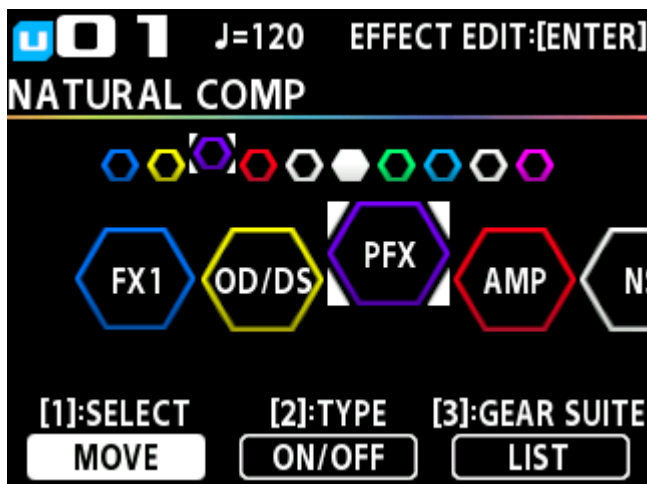 U01 ♩=120 EFFECT EDIT:[ENTER]
NATURAL COMP
FX1 OD/DS PFX AMP
[1]:SELECT [2]:TYPE [3]:GEAR SUITE
MOVE ON/OFF LIST